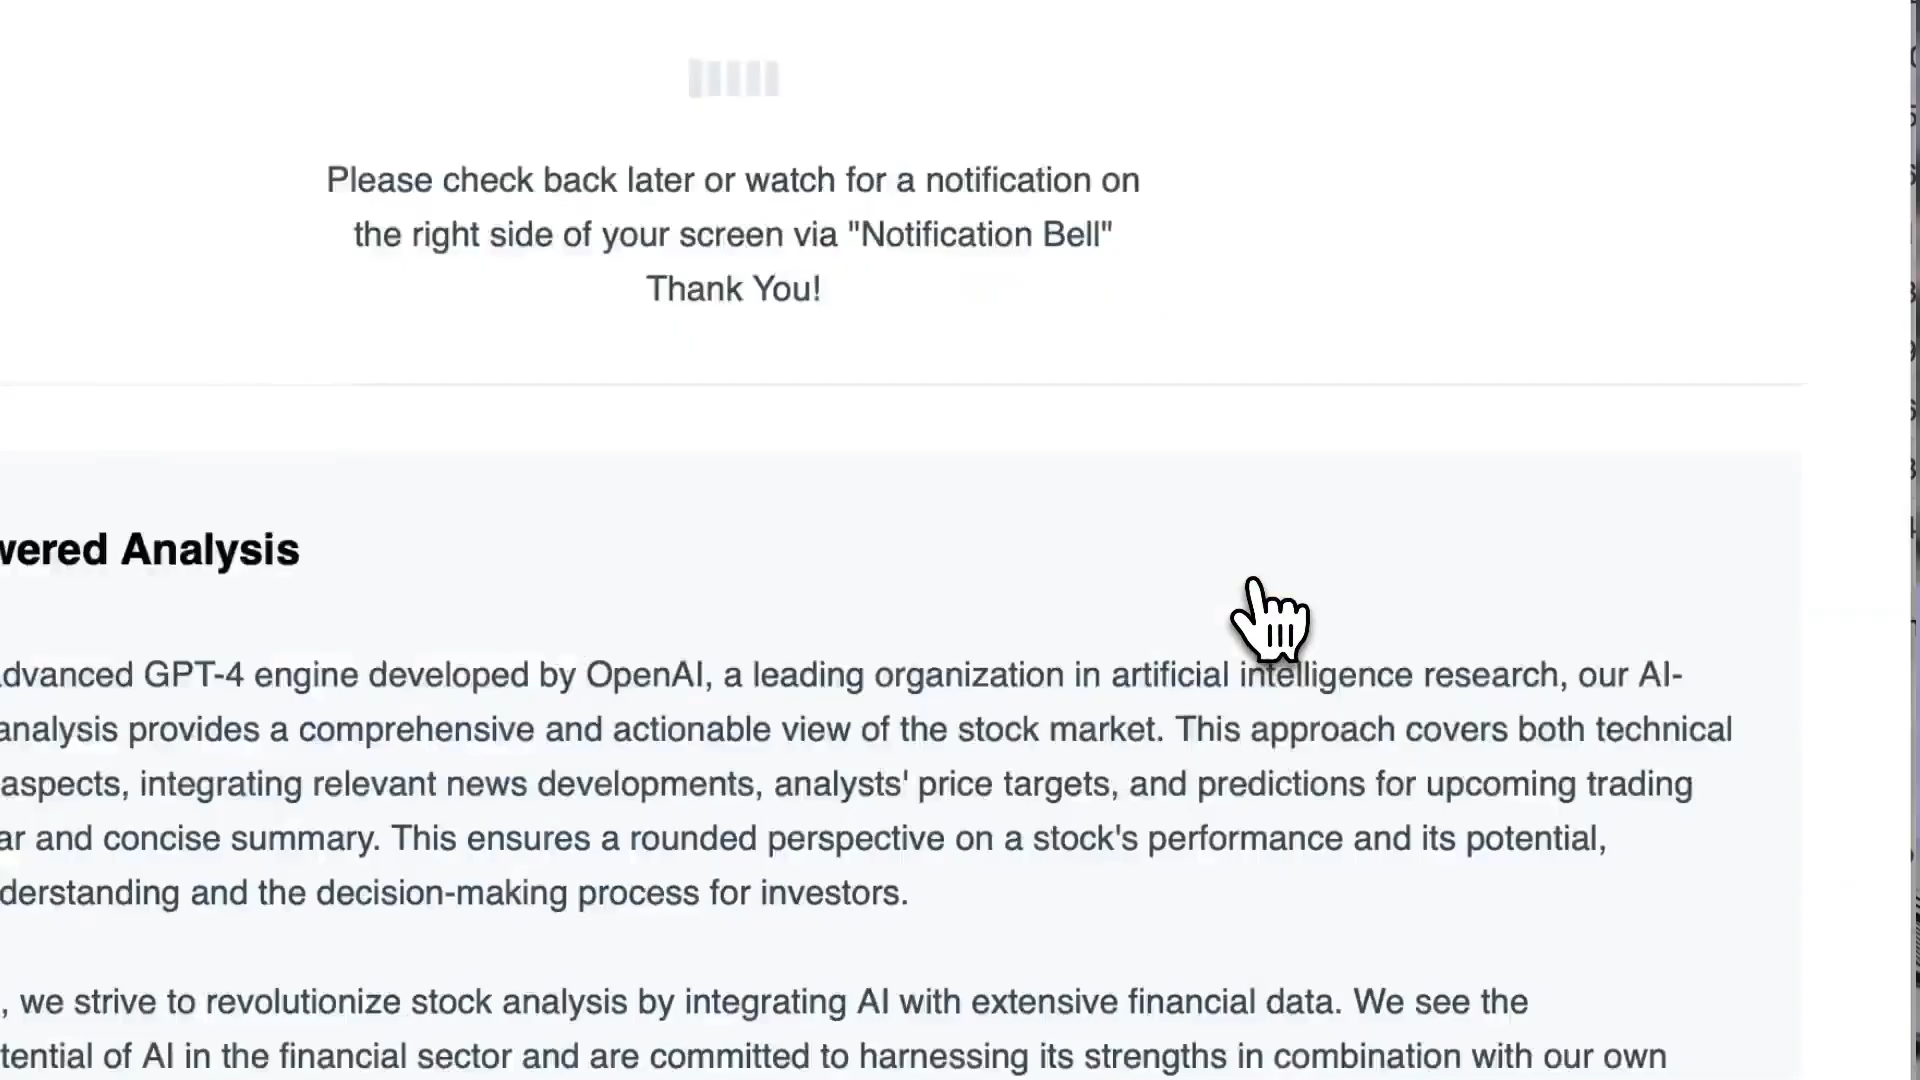 Please check back later or watch for a notification on
the right side of your screen via "Notification Bell"
Thank You!
wered Analysis
dvanced GPT-4 engine developed by OpenAI, a leading organization in artificial intelligence research, our AI-
analysis provides a comprehensive and actionable view of the stock market. This approach covers both technical
aspects, integrating relevant news developments, analysts' price targets, and predictions for upcoming trading
ar and concise summary. This ensures a rounded perspective on a stock's performance and its potential,
derstanding and the decision-making process for investors.
, we strive to revolutionize stock analysis by integrating AI with extensive financial data. We see the
tential of AI in the financial sector and are committed to harnessing its strengths in combination with our own